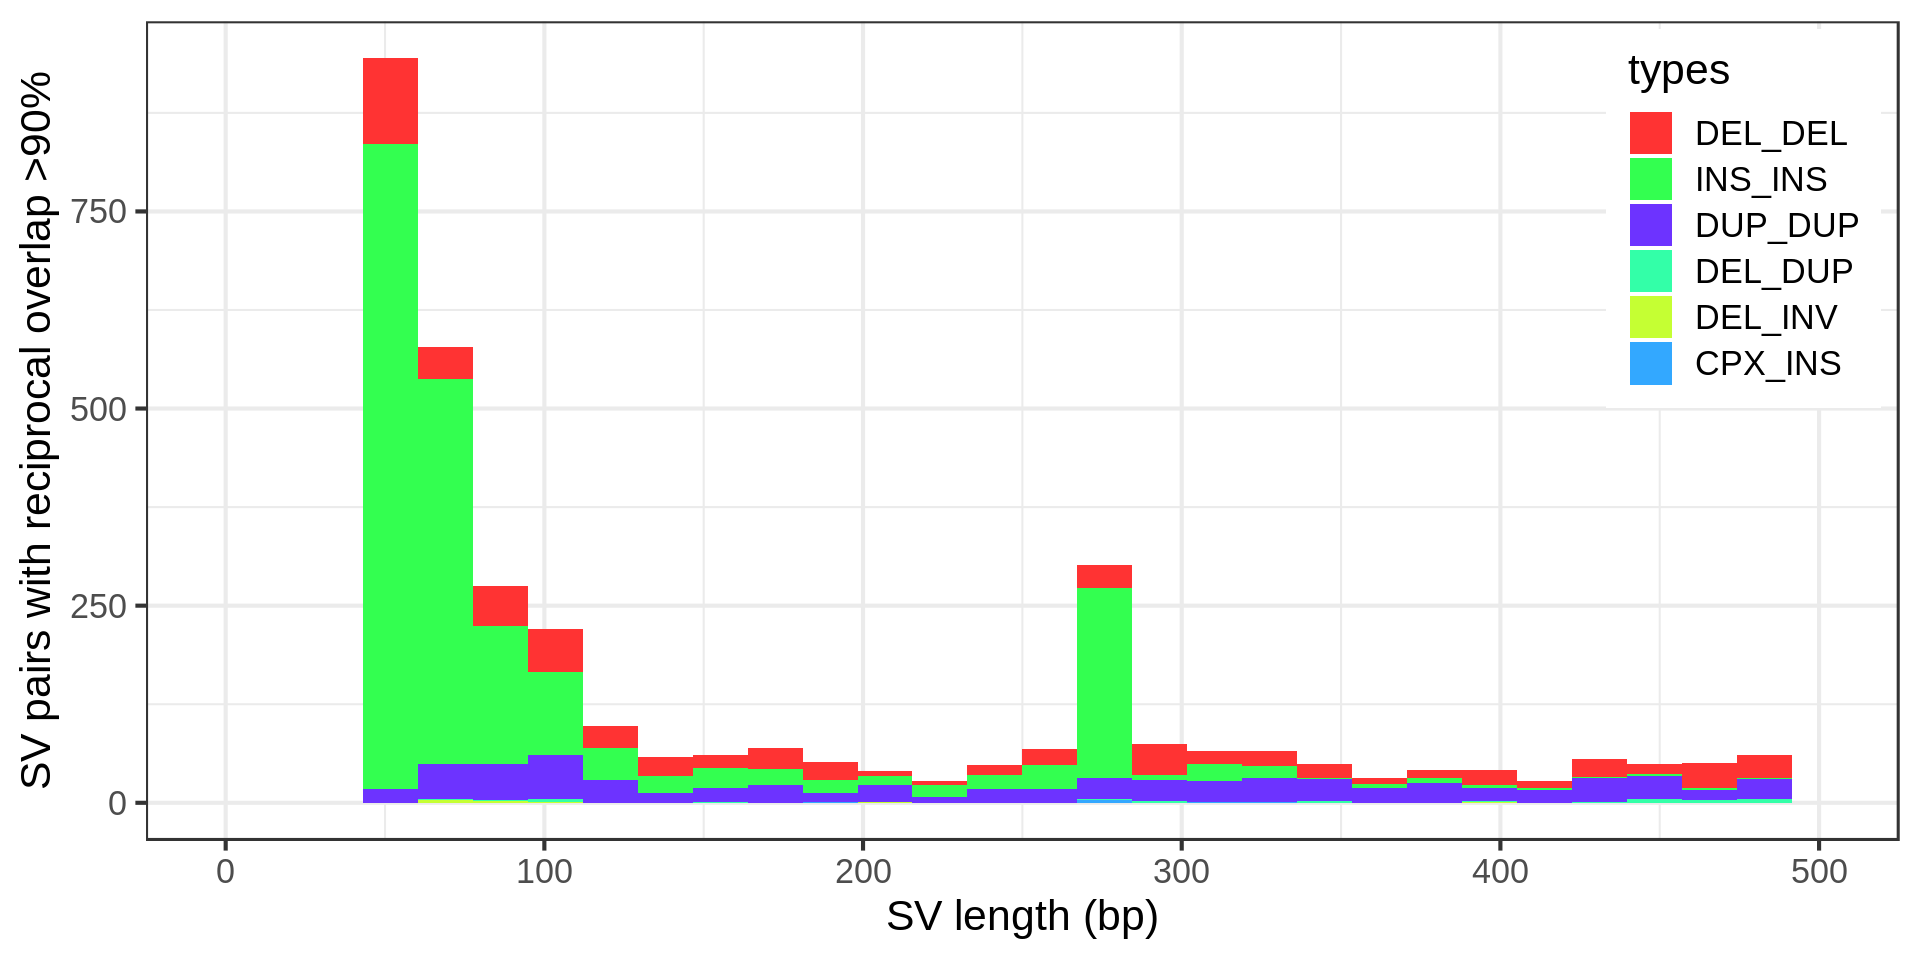 SV pairs with reciprocal overlap >90%
750
500
250
0
types
DEL_DEL
INS_INS
DUP_DUP
DEL_DUP
DEL_INV
CPX_INS
0 100 200 300 400 500
SV length (bp)